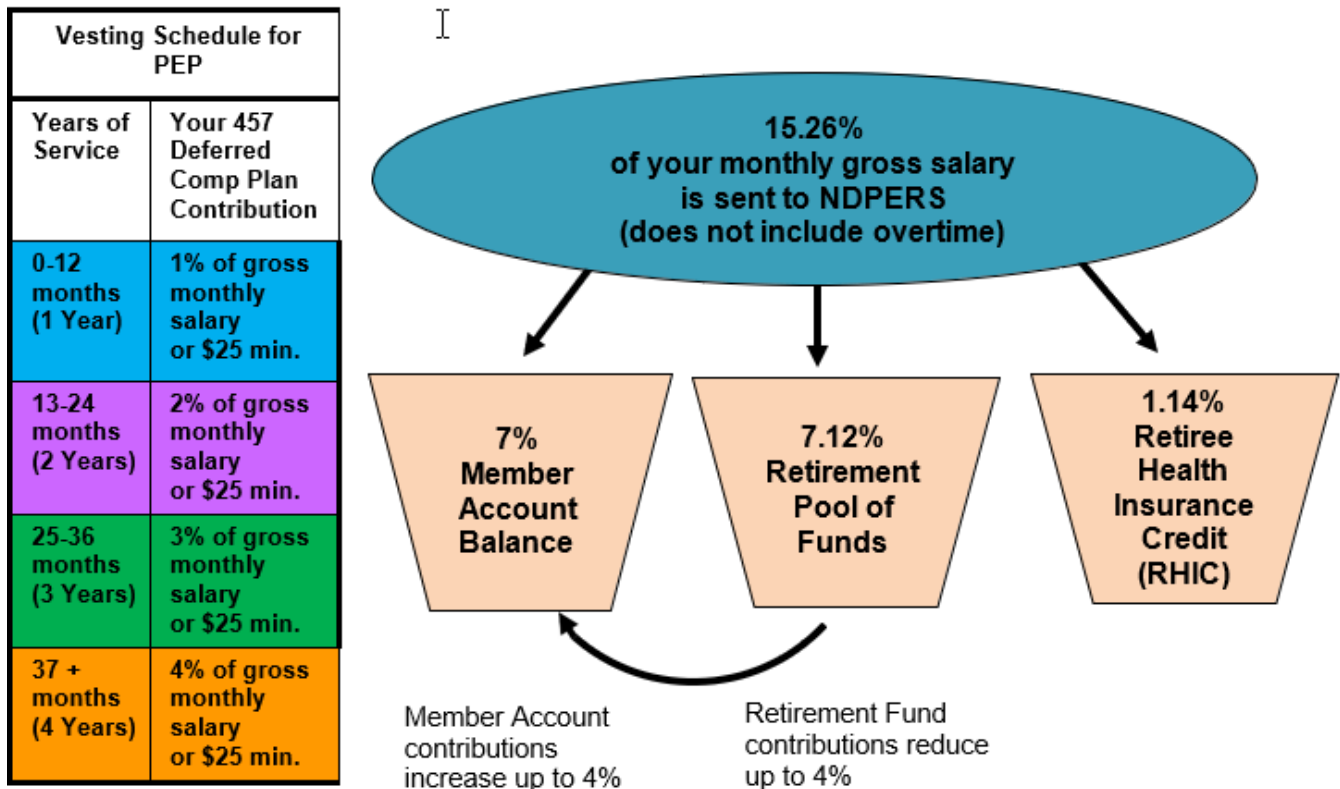 Vesting Schedule for
PEP
Years of
Service
Your 457
Deferred
Comp Plan
Contribution
0-12
months
(1 Year)
1% of gross
monthly
salary
or $25 min.
13-24
months
(2 Years)
2% of gross
monthly
salary
or $25 min.
25-36
months
(3 Years)
3% of gross
monthly
salary
or $25 min.
37 +
months
(4 Years)
4% of gross
monthly
salary
or $25 min.
15.26%
of your monthly gross salary
is sent to NDPERS
(does not include overtime)
7%
Member
Account
Balance
7.12%
Retirement
Pool of
Funds
1.14%
Retiree
Health
Insurance
Credit
(RHIC)
Member Account
contributions
increase up to 4%
Retirement Fund
contributions reduce
up to 4%